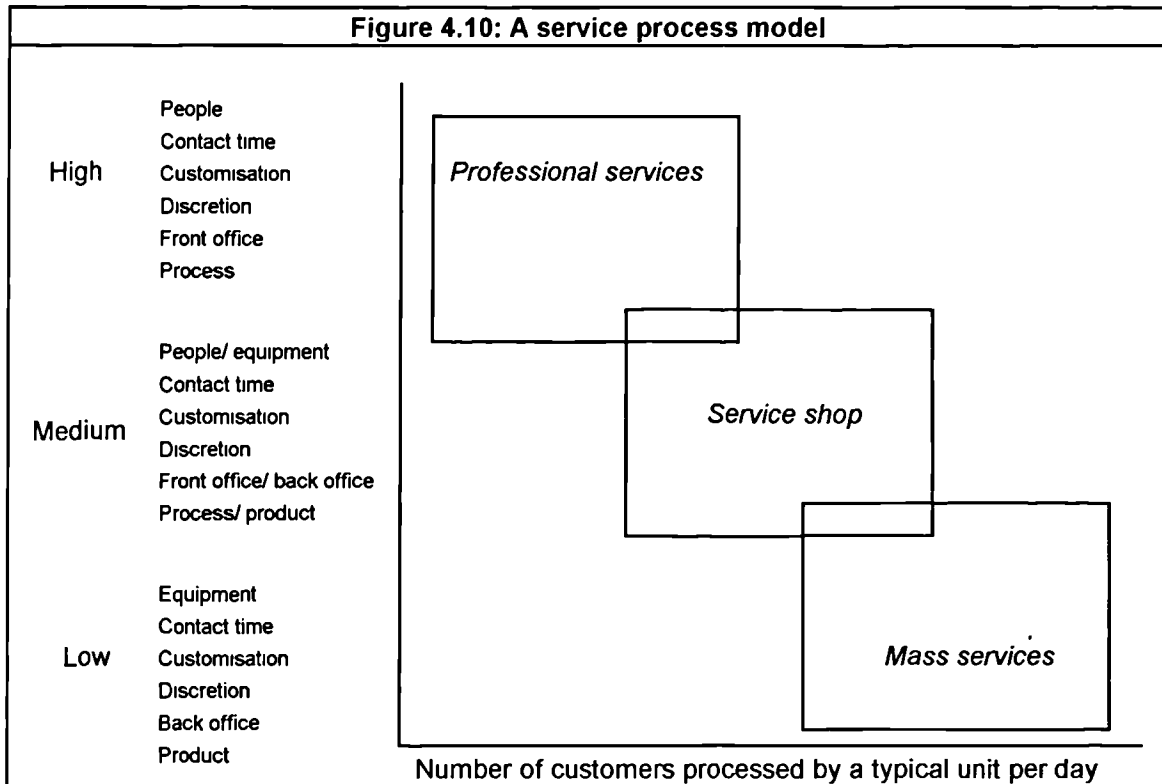 Figure 4.10: A service process model
High
People
Contact time
Customisation
Discretion
Front office
Process
Professional services
Medium
People/ equipment
Contact time
Customisation
Discretion
Front office/ back office
Process/ product
Service shop
Low
Equipment
Contact time
Customisation
Discretion
Back office
Product
Mass services
Number of customers processed by a typical unit per day